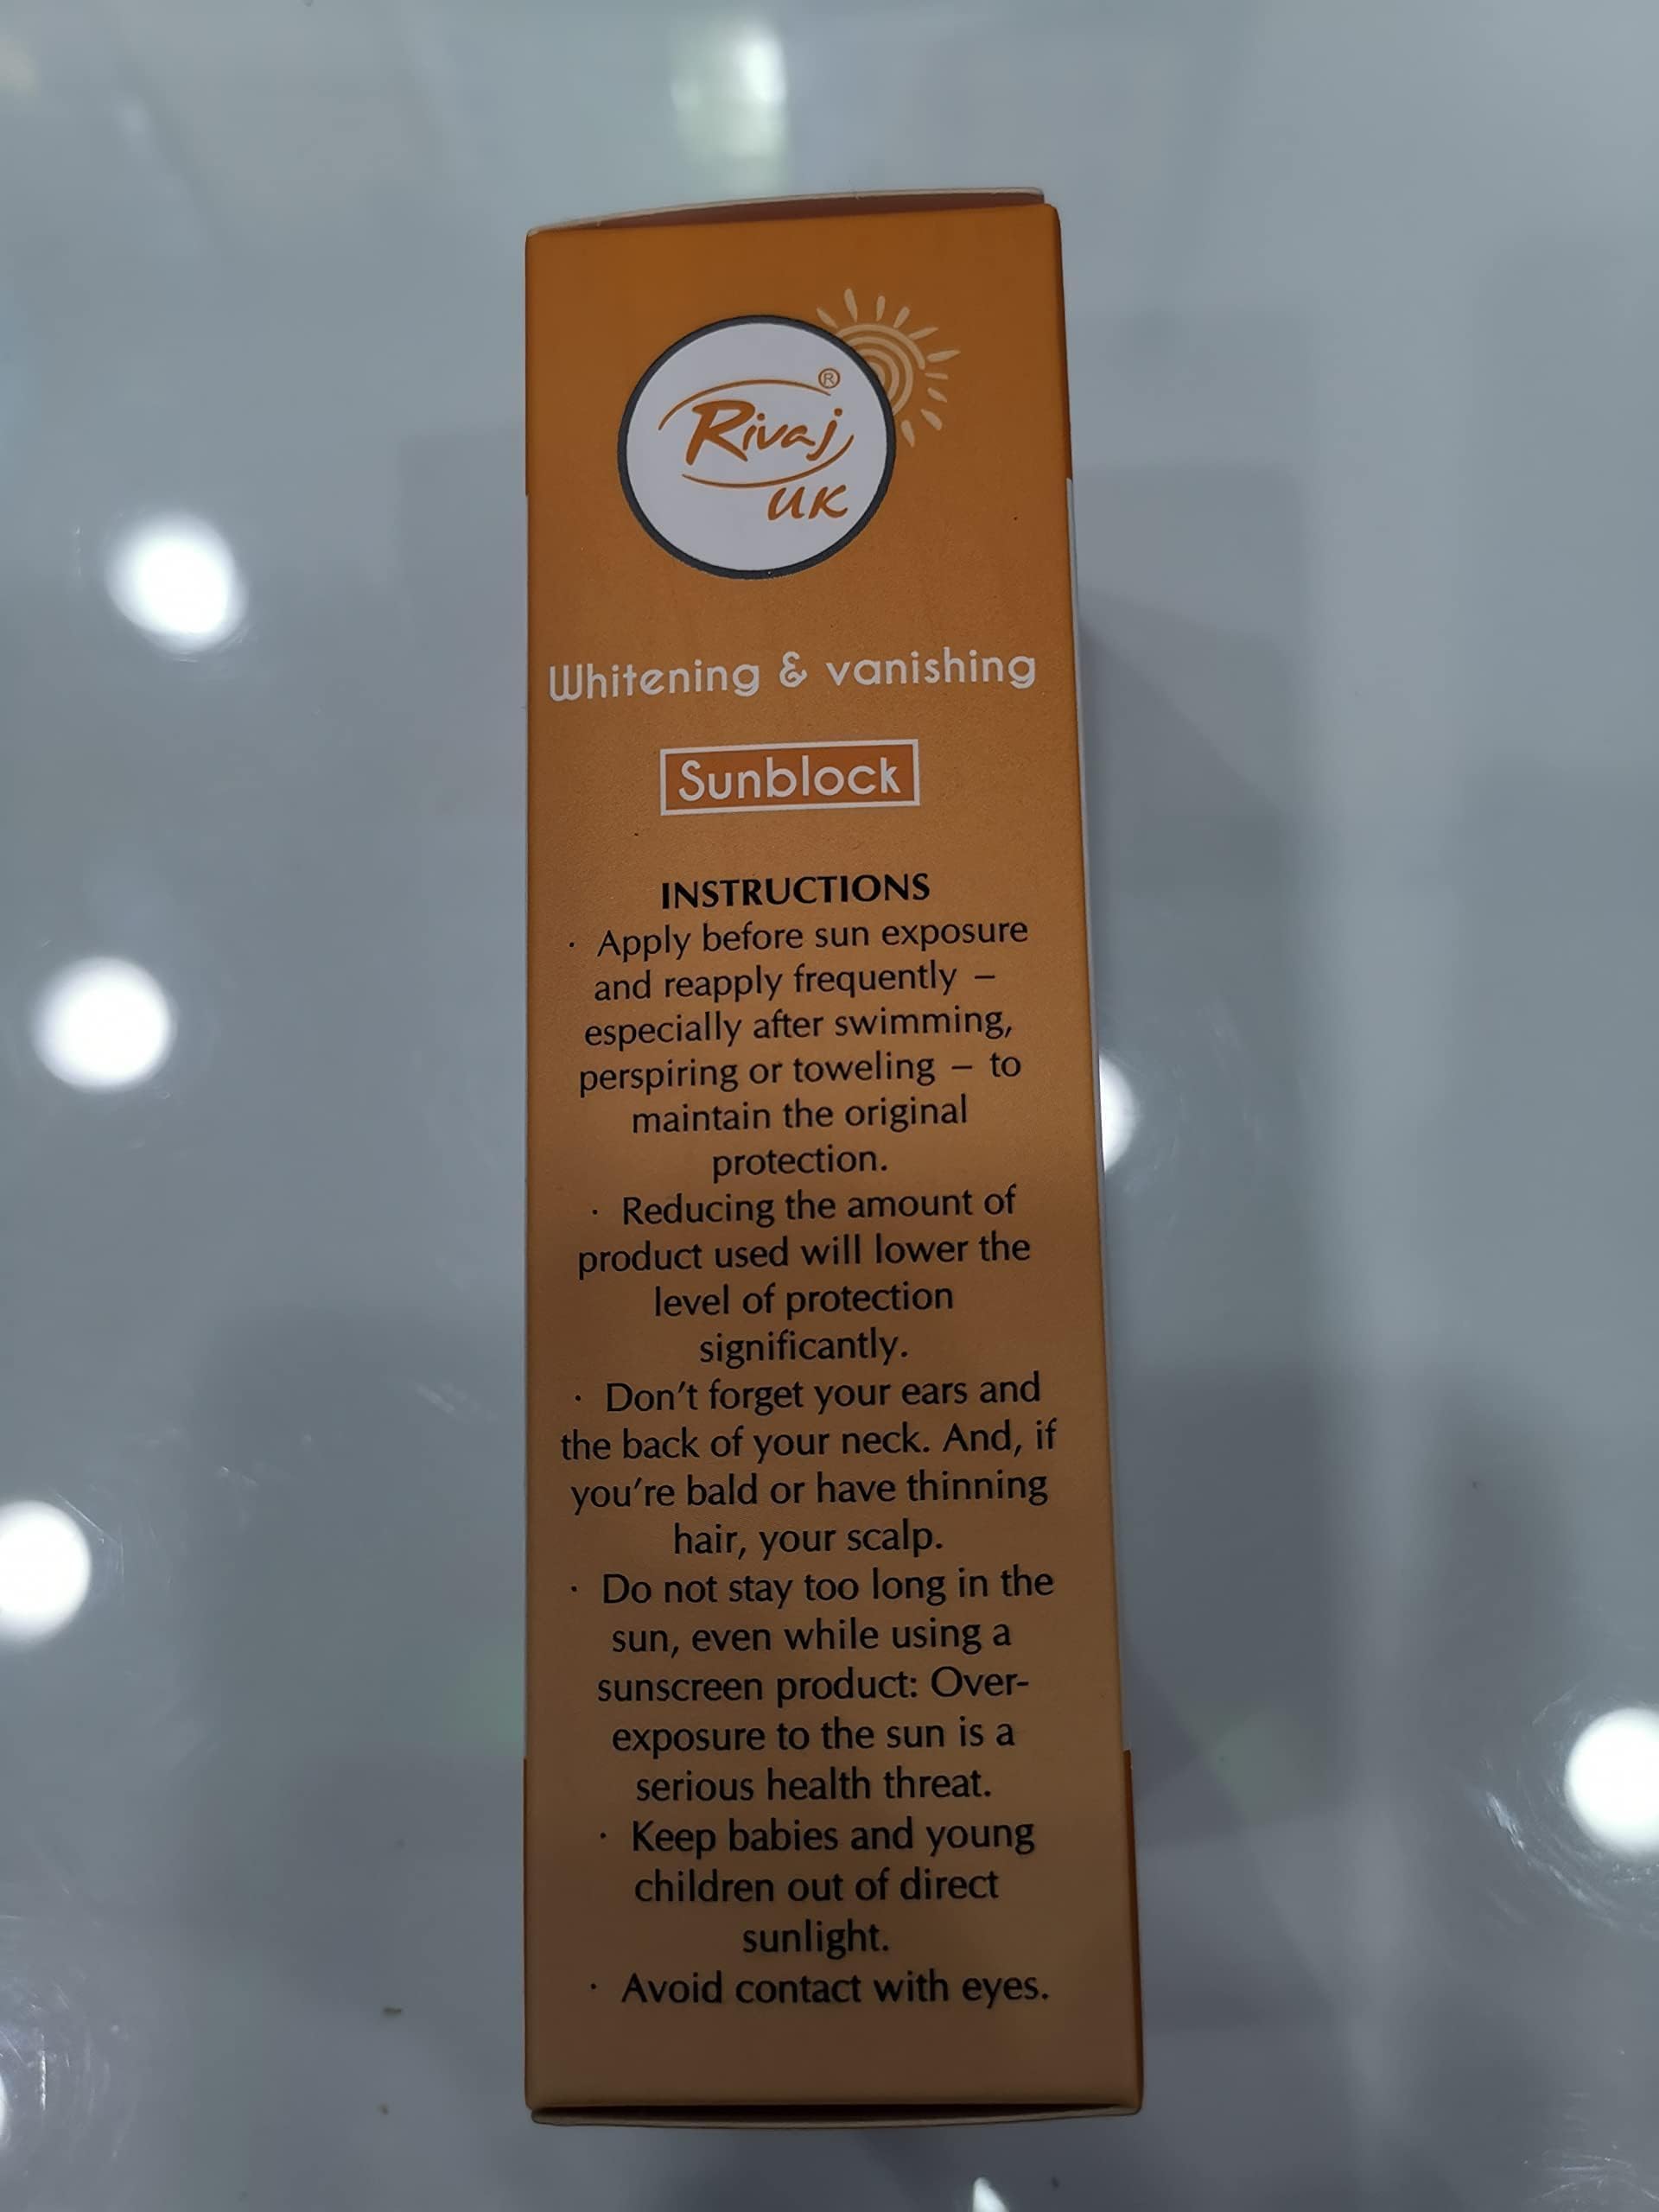 Rivaj®
UK
Whitening & vanishing
Sunblock
INSTRUCTIONS
· Apply before sun exposure
and reapply frequently –
especially after swimming,
perspiring or toweling – to
maintain the original
protection.
· Reducing the amount of
product used will lower the
level of protection
significantly.
· Don't forget your ears and
the back of your neck. And, if
you're bald or have thinning
hair, your scalp.
· Do not stay too long in the
sun, even while using a
sunscreen product: Over-
exposure to the sun is a
serious health threat.
· Keep babies and young
children out of direct
sunlight.
· Avoid contact with eyes.